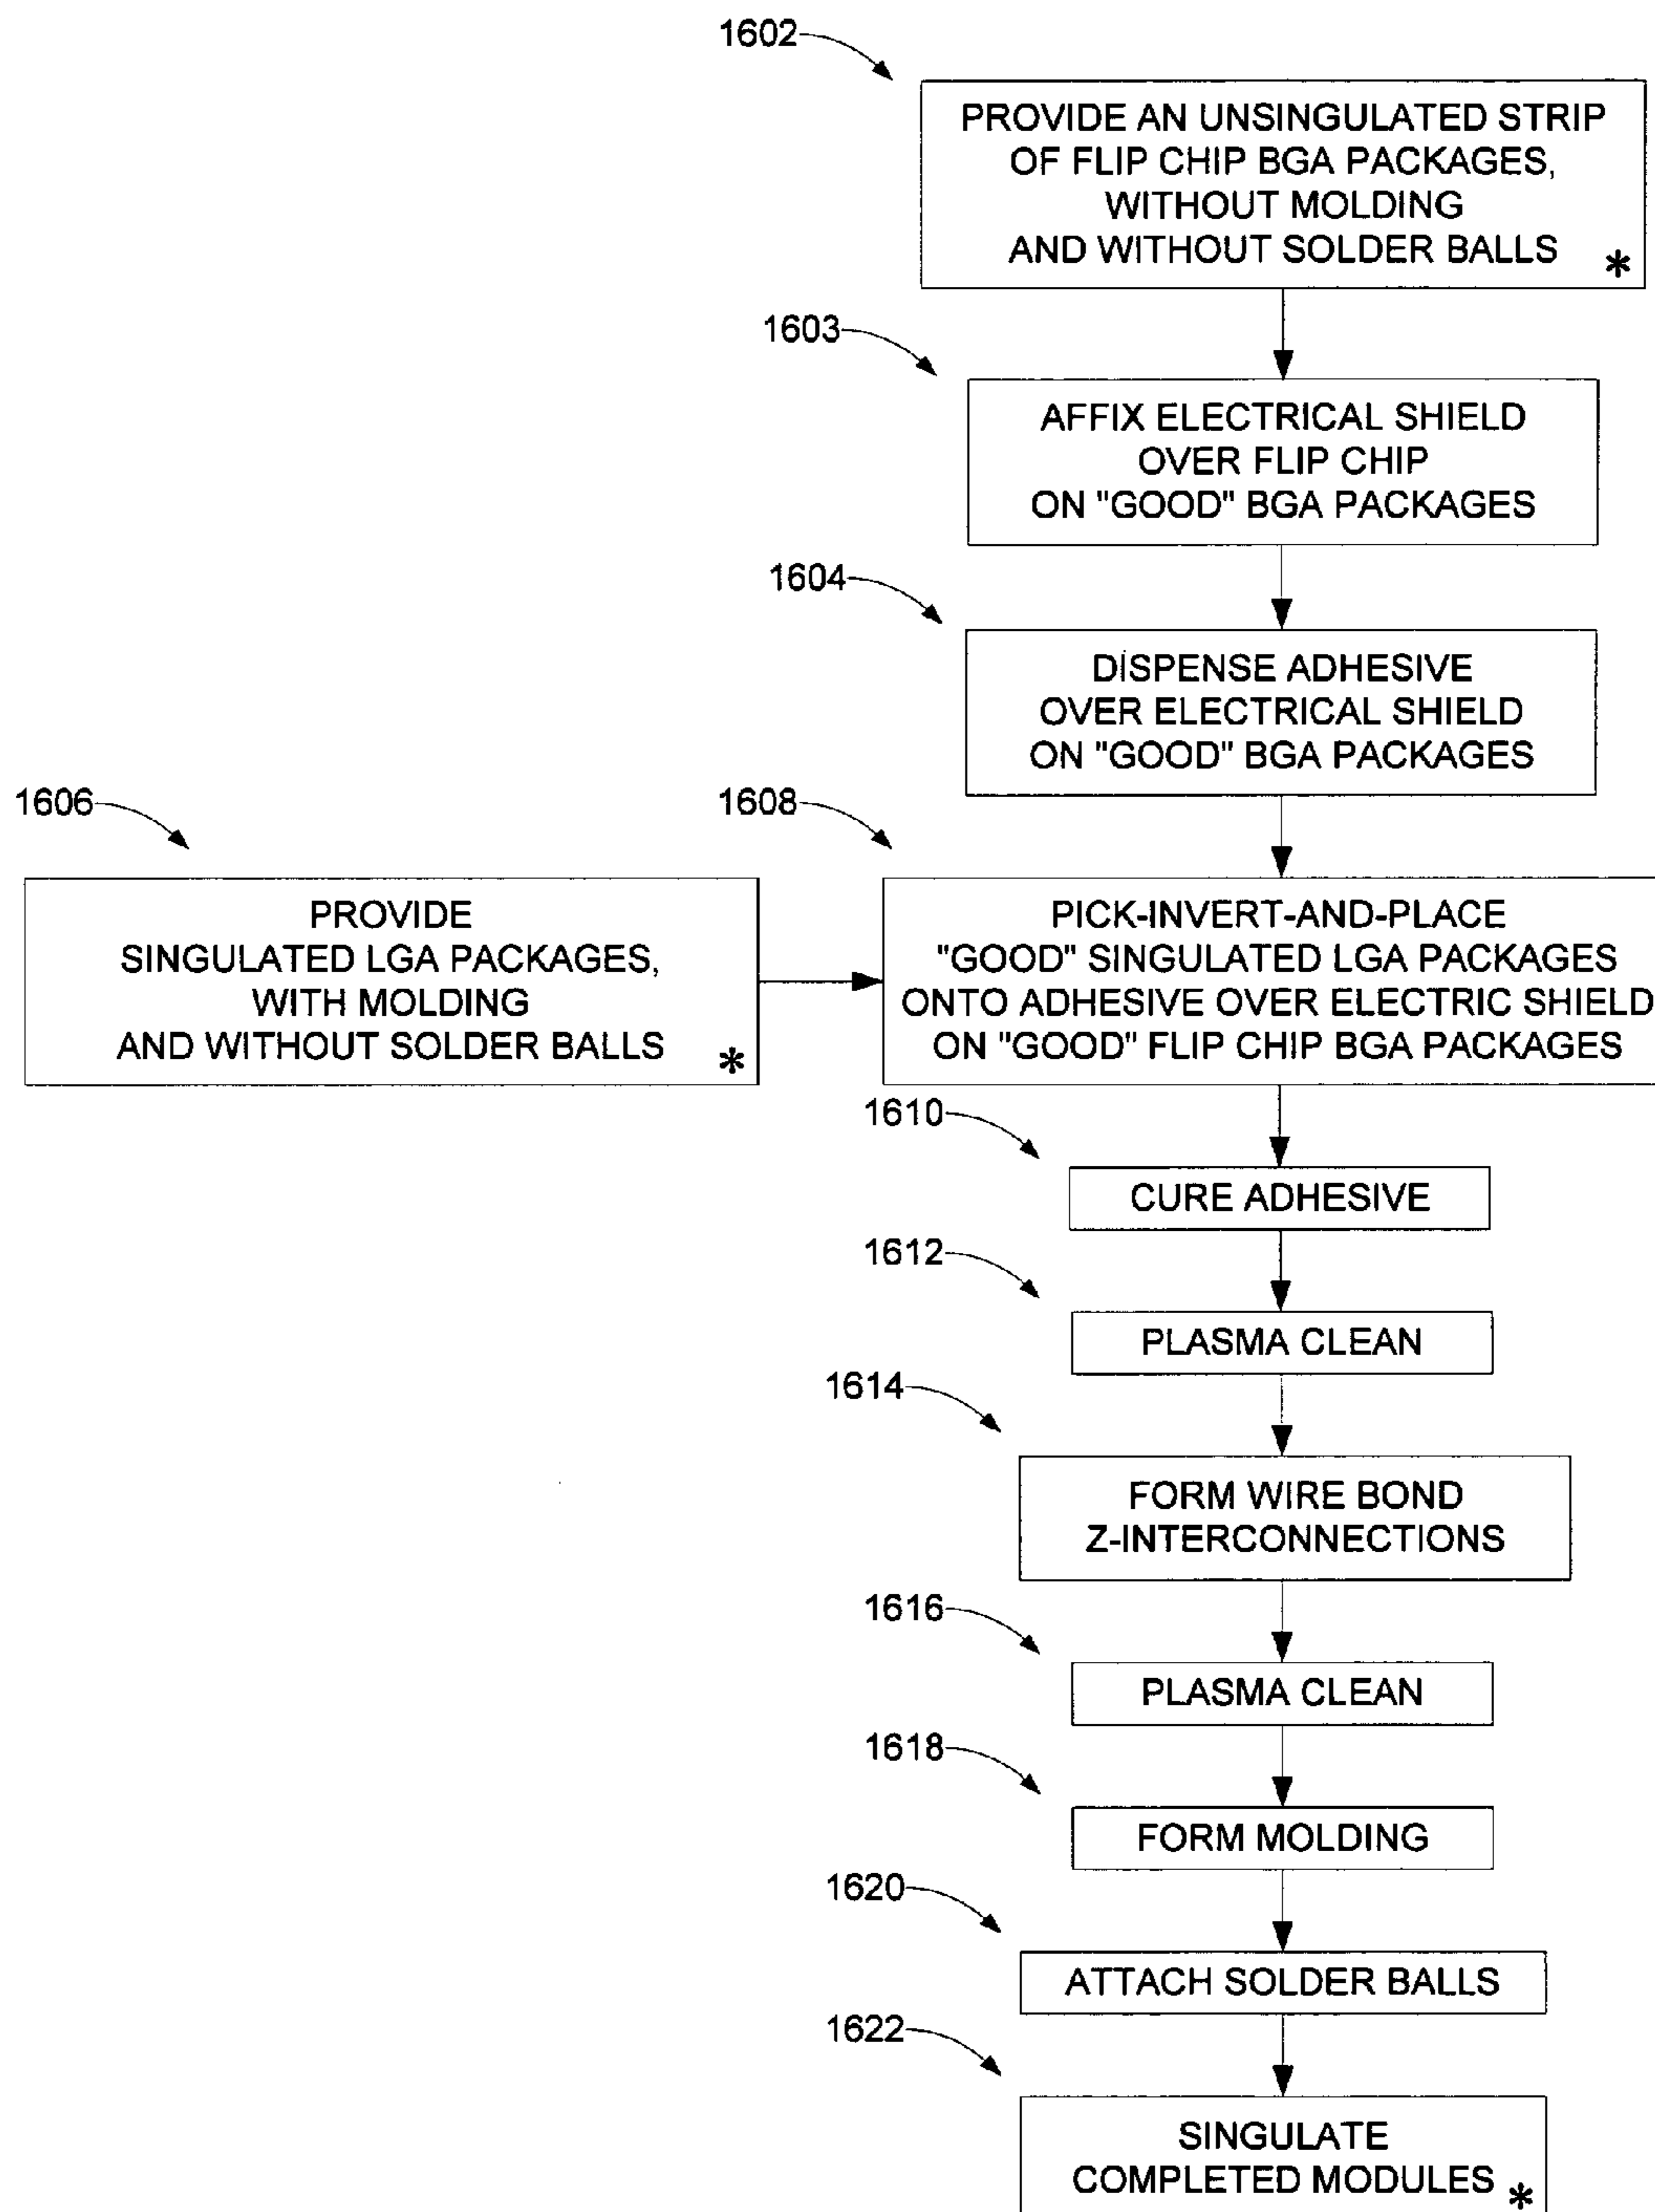 1602
PROVIDE AN UNSINGULATED STRIP
OF FLIP CHIP BGA PACKAGES,
WITHOUT MOLDING
AND WITHOUT SOLDER BALLS *
1603
AFFIX ELECTRICAL SHIELD
OVER FLIP CHIP
ON "GOOD" BGA PACKAGES
1604
DISPENSE ADHESIVE
OVER ELECTRICAL SHIELD
ON "GOOD" BGA PACKAGES
1606
PROVIDE
SINGULATED LGA PACKAGES,
WITH MOLDING
AND WITHOUT SOLDER BALLS *
1608
PICK-INVERT-AND-PLACE
"GOOD" SINGULATED LGA PACKAGES
ONTO ADHESIVE OVER ELECTRIC SHIELD
ON "GOOD" FLIP CHIP BGA PACKAGES
1610
CURE ADHESIVE
1612
PLASMA CLEAN
1614
FORM WIRE BOND
Z-INTERCONNECTIONS
1616
PLASMA CLEAN
1618
FORM MOLDING
1620
ATTACH SOLDER BALLS
1622
SINGULATE
COMPLETED MODULES *